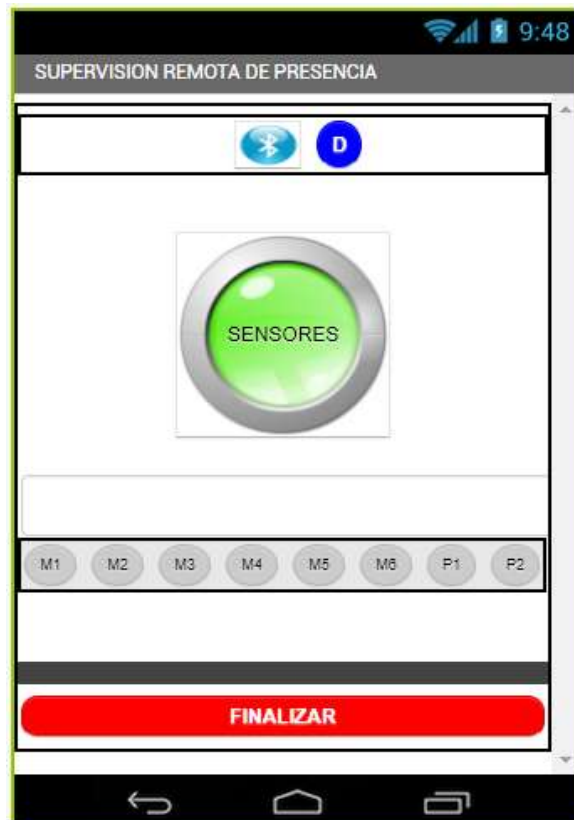 9:48
SUPERVISION REMOTA DE PRESENCIA
D
SENSORES
M1 M2 M3 M4 M5 M6 P1 P2
FINALIZAR